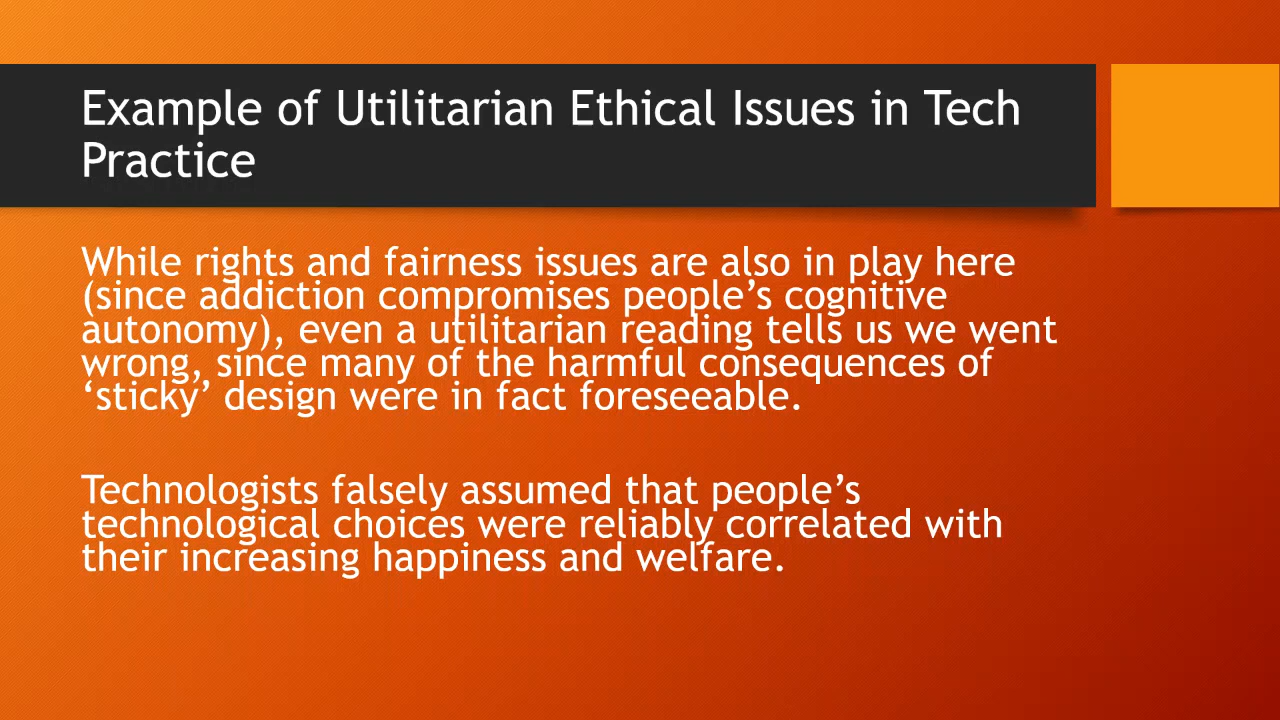 Example of Utilitarian Ethical Issues in Tech
Practice
While rights and fairness issues are also in play here
(since addiction compromises people’s cognitive
autonomy), even a utilitarian reading tells us we went
wrong, since many of the harmful consequences of
‘sticky’ design were in fact foreseeable.
Technologists falsely assumed that people’s
technological choices were reliably correlated with
their increasing happiness and welfare.